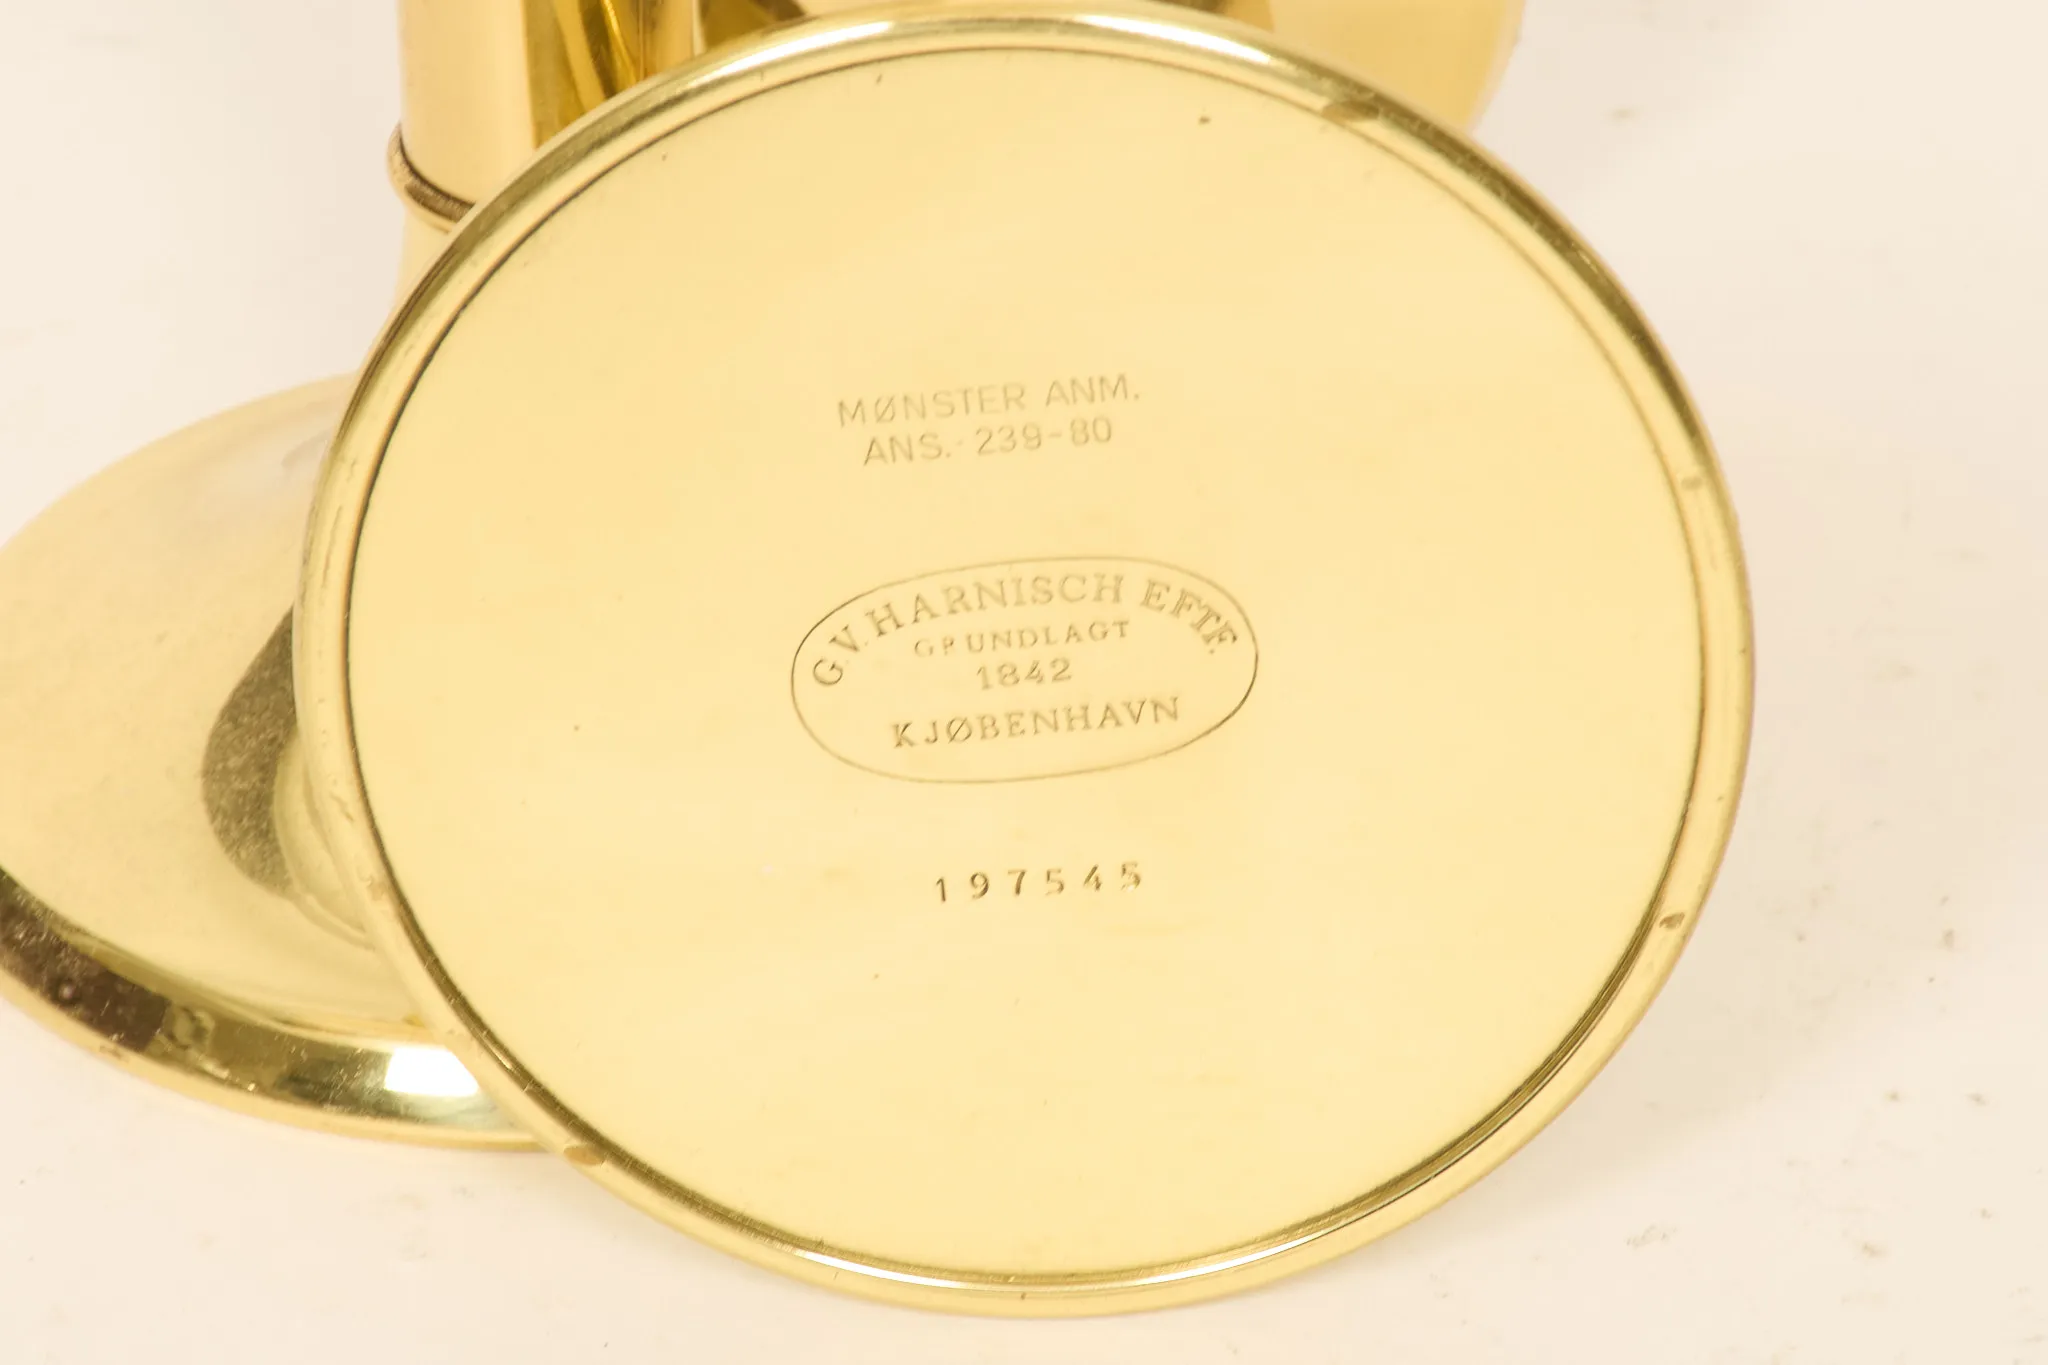 MØNSTER ANM.
ANS. 239-80
G.V. HARNISCH EFTF.
GRUNDLAGT
1842
KJØBENHAVN
197545